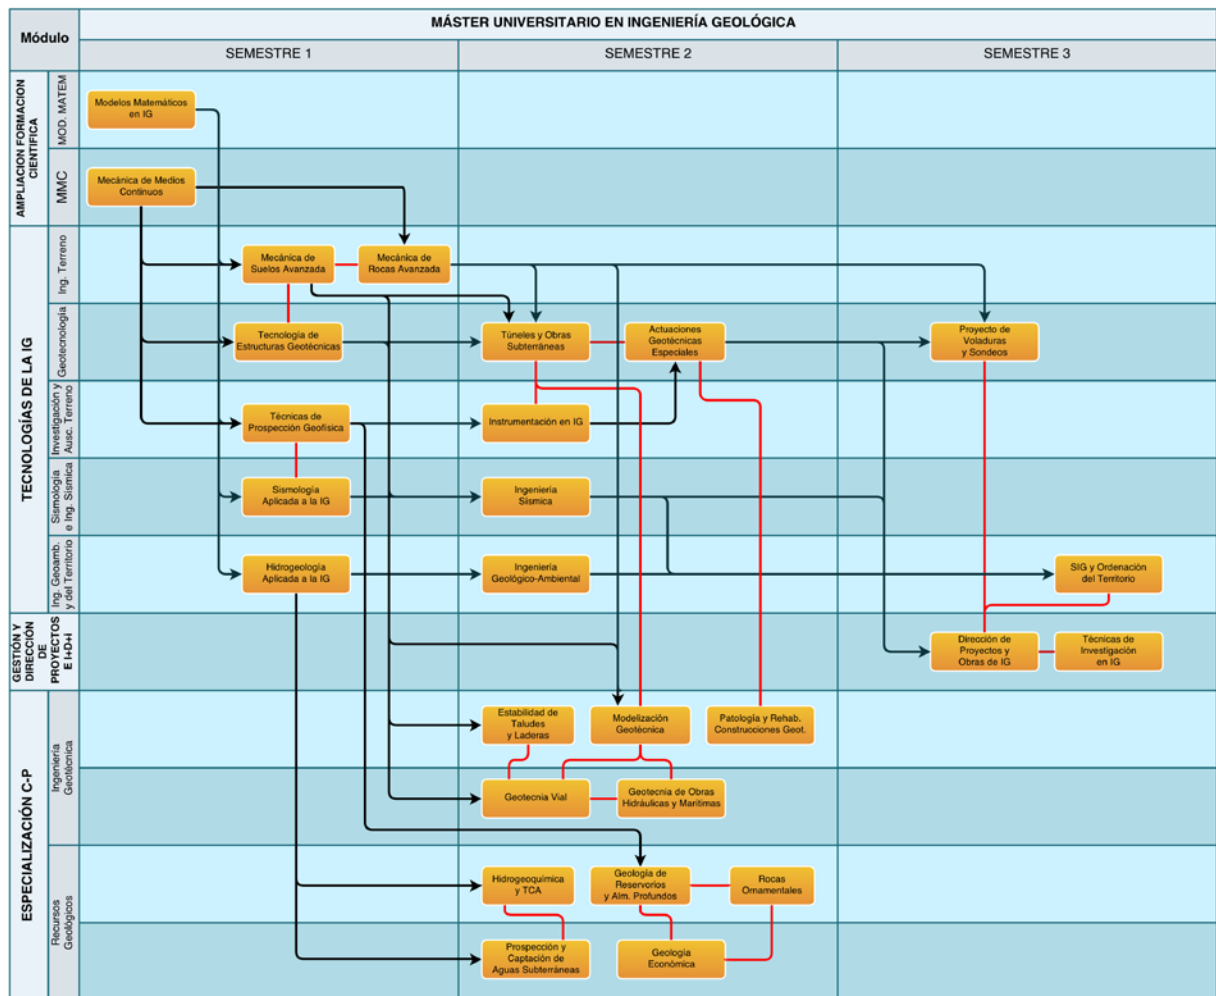 MÁSTER UNIVERSITARIO EN INGENIERÍA GEOLÓGICA
Módulo
SEMESTRE 1
SEMESTRE 2
SEMESTRE 3
AMPLIACION FORMACIÓN
CIENTIFICA
MOD. MATEM
Modelos Matemáticos
en IG
MMC
Mecánica de Medios
Continuos
TECNOLOGÍAS DE LA IG
Ing. Terreno
Mecánica de
Suelos Avanzada
Mecánica de
Rocas Avanzada
Geotecnología
Tecnología de
Estructuras Geotécnicas
Túneles y Obras
Subterráneas
Actuaciones
Geotécnicas
Especiales
Proyecto de
Voladuras
y Sondeos
Investigación y
Ausc. Terreno
Técnicas de
Prospección Geofísica
Instrumentación en IG
Sismología
e Ing. Sísmica
Sismología
Aplicada a la IG
Ingeniería
Sísmica
Ing. Geoamb.
y del Territorio
Hidrogeología
Aplicada a la IG
Ingeniería
Geológico-Ambiental
SIG y Ordenación
del Territorio
GESTIÓN Y
DIRECCIÓN
DE
PROYECTOS
E I+D+i
Dirección de
Proyectos y
Obras de IG
Técnicas de
Investigación
en IG
ESPECIALIZACIÓN C-P
Ingeniería
Geotécnica
Estabilidad de
Taludes
y Laderas
Modelización
Geotécnica
Patología y Rehab.
Construcciones Geot.
Geotecnia Vial
Geotecnia de Obras
Hidráulicas y Marítimas
Recursos
Geológicos
Hidrogeoquímica
y TCA
Geología de
Reservorios
y Alm. Profundos
Rocas
Ornamentales
Prospección y
Captación de
Aguas Subterráneas
Geología
Económica